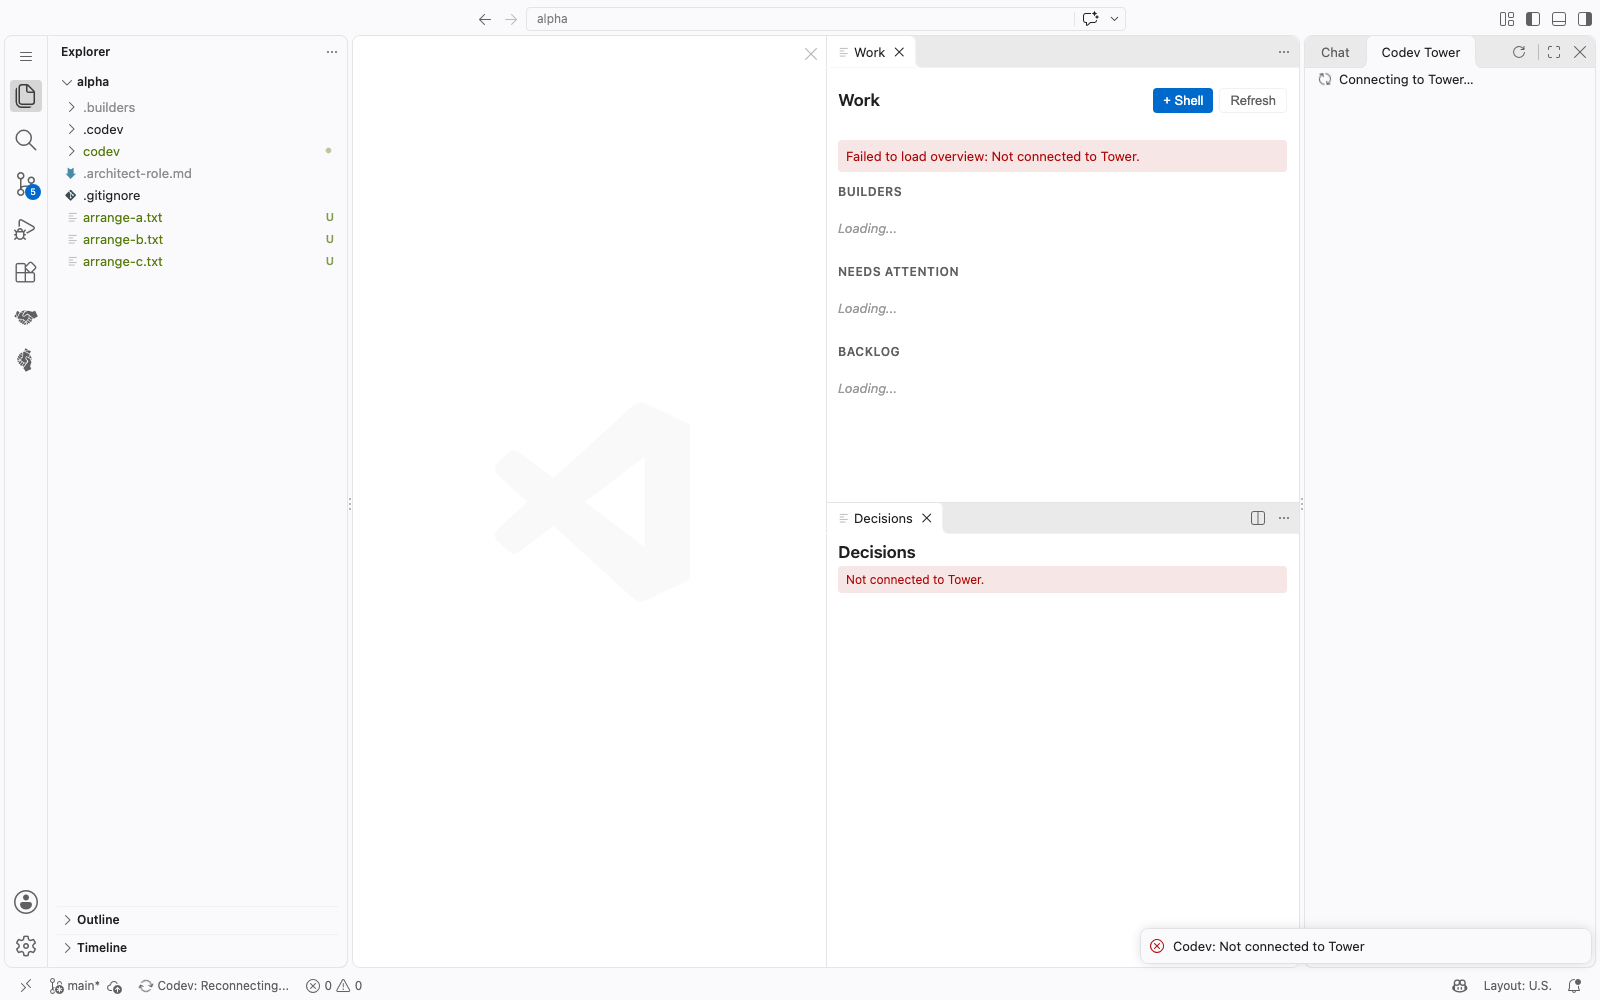 alpha
Explorer
alpha
.builders
.codev
codev
.architect-role.md
.gitignore
arrange-a.txt U
arrange-b.txt U
arrange-c.txt U
5
Outline
Timeline
Work
Work
+ Shell
Refresh
Failed to load overview: Not connected to Tower.
BUILDERS
Loading...
NEEDS ATTENTION
Loading...
BACKLOG
Loading...
Decisions
Decisions
Not connected to Tower.
Chat
Codev Tower
Connecting to Tower...
Codev: Not connected to Tower
main*
Codev: Reconnecting...
0
0
Layout: U.S.